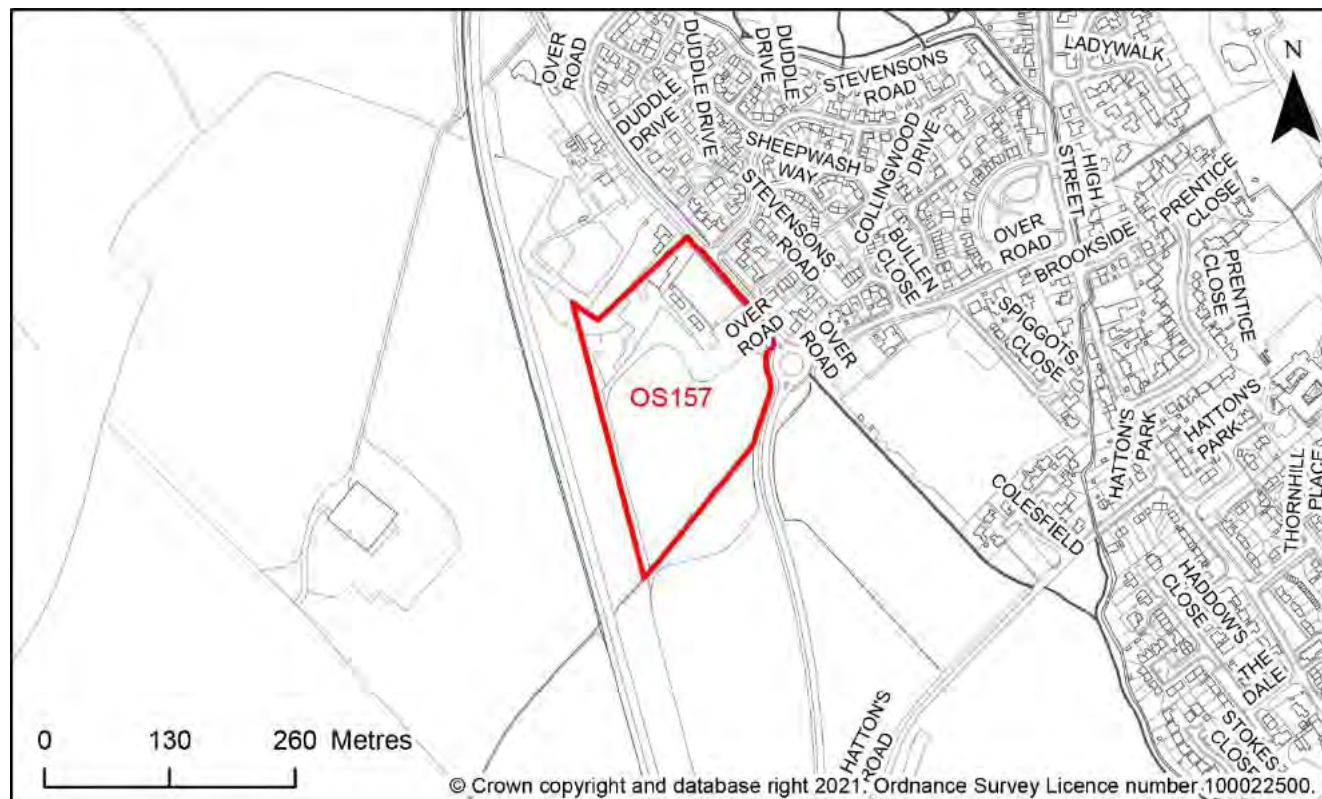 OVER
ROAD
DUDDLE
DRIVE
DUDDLE DRIVE
DUDDLE
DRIVE
STEVENSONS
ROAD
LADYWALK
N
SHEEPWASH
WAY
COLLINGWOOD
DRIVE
HIGH
STREET
PRENTICE
CLOSE
STEVENSONS
ROAD
BULLEN
CLOSE
OVER
ROAD
BROOKSIDE
PRENTICE
CLOSE
OVER
ROAD
OVER
ROAD
SPIGGOTS
CLOSE
OS157
HATTON'S
PARK
HATTON'S
PARK
THORNHILL
PLACE
COLESFIELD
HADDOW'S
CLOSE
THE
DALE
STOKES
CLOSE
HATTON'S
ROAD
0 130 260 Metres
© Crown copyright and database right 2021. Ordnance Survey Licence number 100022500.